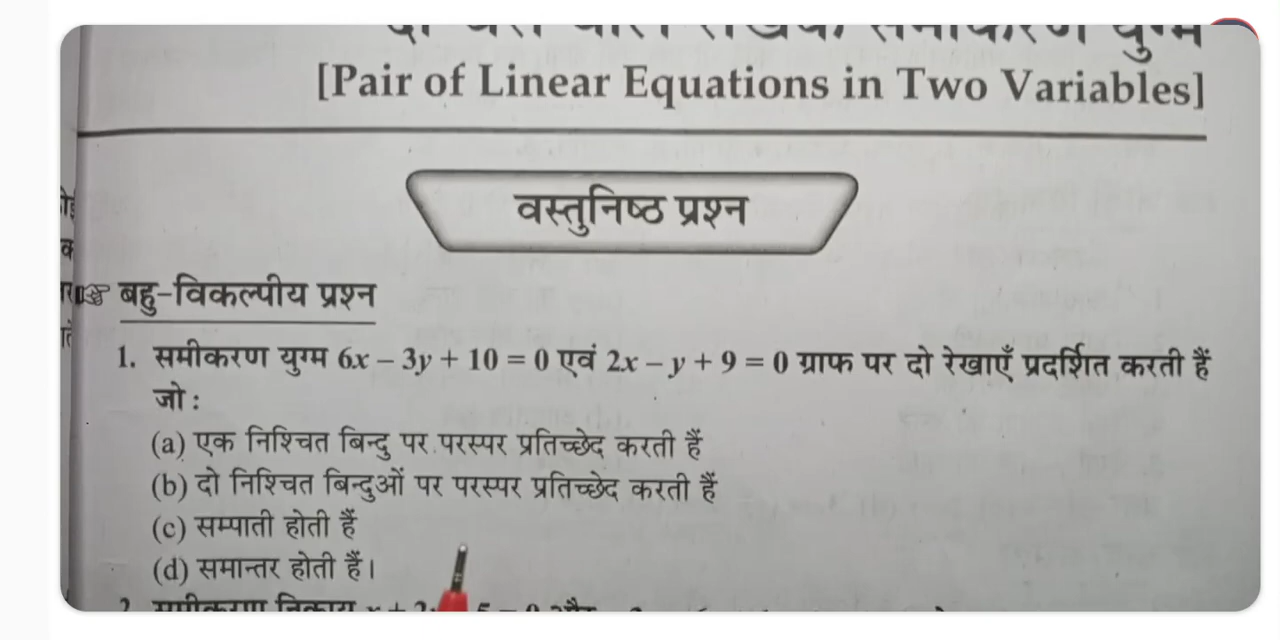 [Pair of Linear Equations in Two Variables]
वस्तुनिष्ठ प्रश्न
बहु-विकल्पीय प्रश्न
1. समीकरण युग्म 6x – 3y + 10 = 0 एवं 2x – y + 9 = 0 ग्राफ पर दो रेखाएँ प्रदर्शित करती हैं
जो :
(a) एक निश्चित बिन्दु पर परस्पर प्रतिच्छेद करती हैं
(b) दो निश्चित बिन्दुओं पर परस्पर प्रतिच्छेद करती हैं
(c) सम्पाती होती हैं
(d) समान्तर होती हैं।